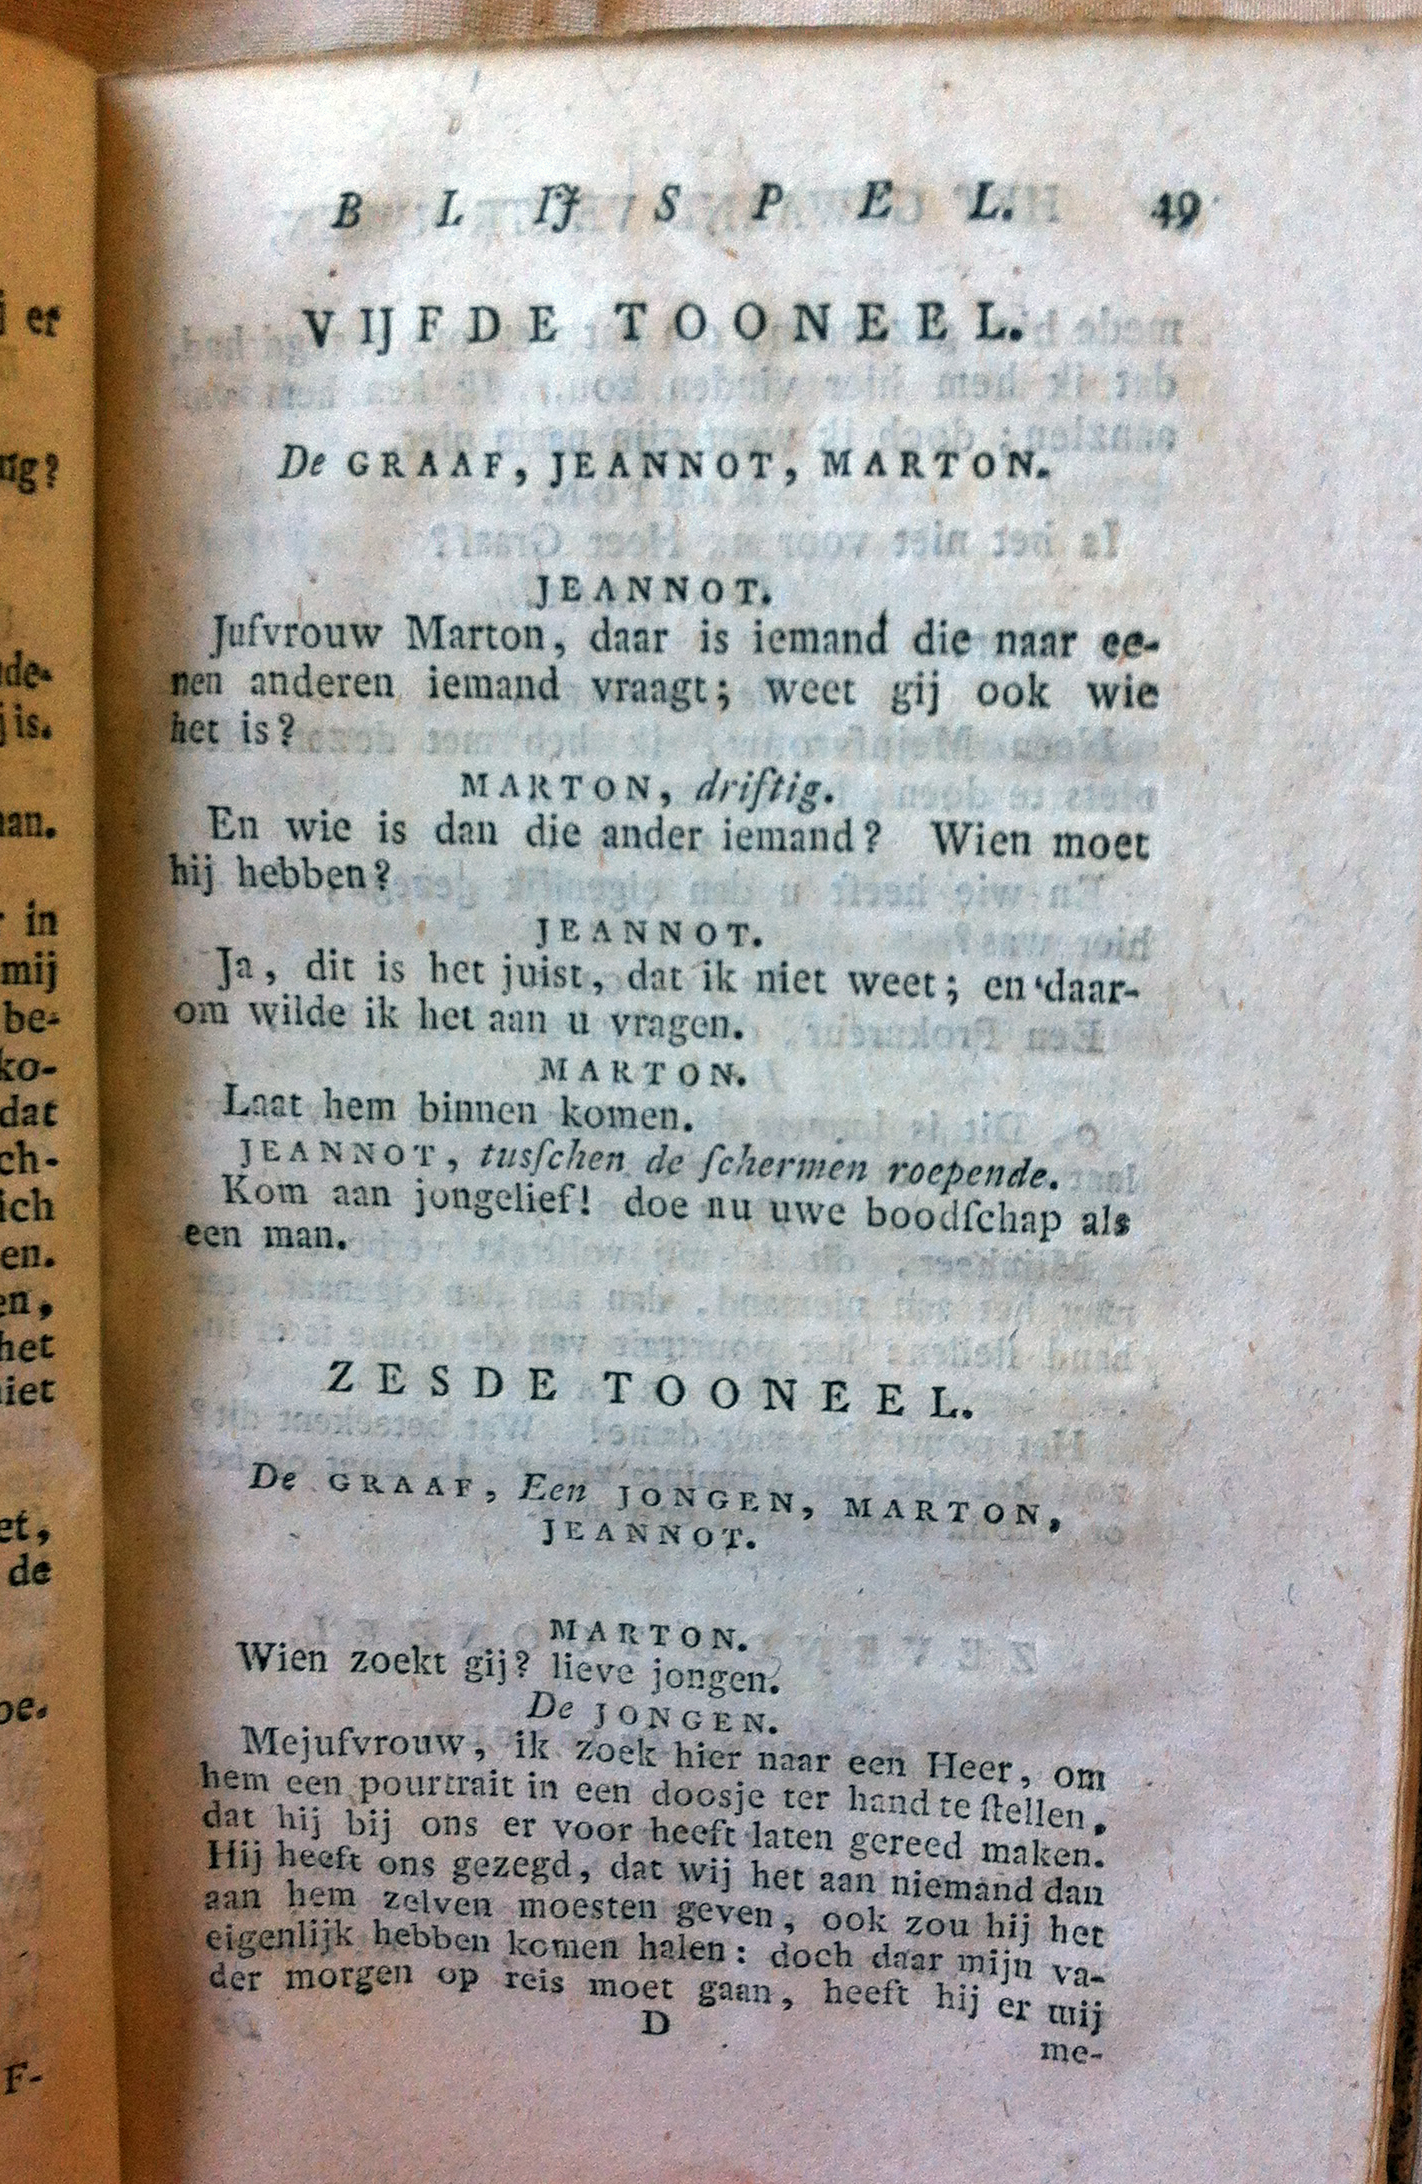 BLIJSPEL. 49
VIJFDE TOONEEL.
De GRAAF, JEANNOT, MARTON.
JEANNOT.
Jufvrouw Marton, daar is iemand die naar ee-
nen anderen iemand vraagt; weet gij ook wie
het is?
MARTON, driftig.
En wie is dan die ander iemand? Wien moet
hij hebben?
JEANNOT.
Ja, dit is het juist, dat ik niet weet; en daar-
om wilde ik het aan u vragen.
MARTON.
Laat hem binnen komen.
JEANNOT, tusſchen de ſchermen roepende.
Kom aan jongelief! doe nu uwe boodſchap als
een man.
ZESDE TOONEEL.
De GRAAF, Een JONGEN, MARTON,
JEANNOT.
MARTON.
Wien zoekt gij? lieve jongen.
De JONGEN.
Mejufvrouw, ik zoek hier naar een Heer, om
hem een pourtrait in een doosje ter hand te ſtellen,
dat hij bij ons er voor heeft laten gereed maken.
Hij heeft ons gezegd, dat wij het aan niemand dan
aan hem zelven moesten geven, ook zou hij het
eigenlijk hebben komen halen: doch daar mijn va-
der morgen op reis moet gaan, heeft hij er mij
D
me-